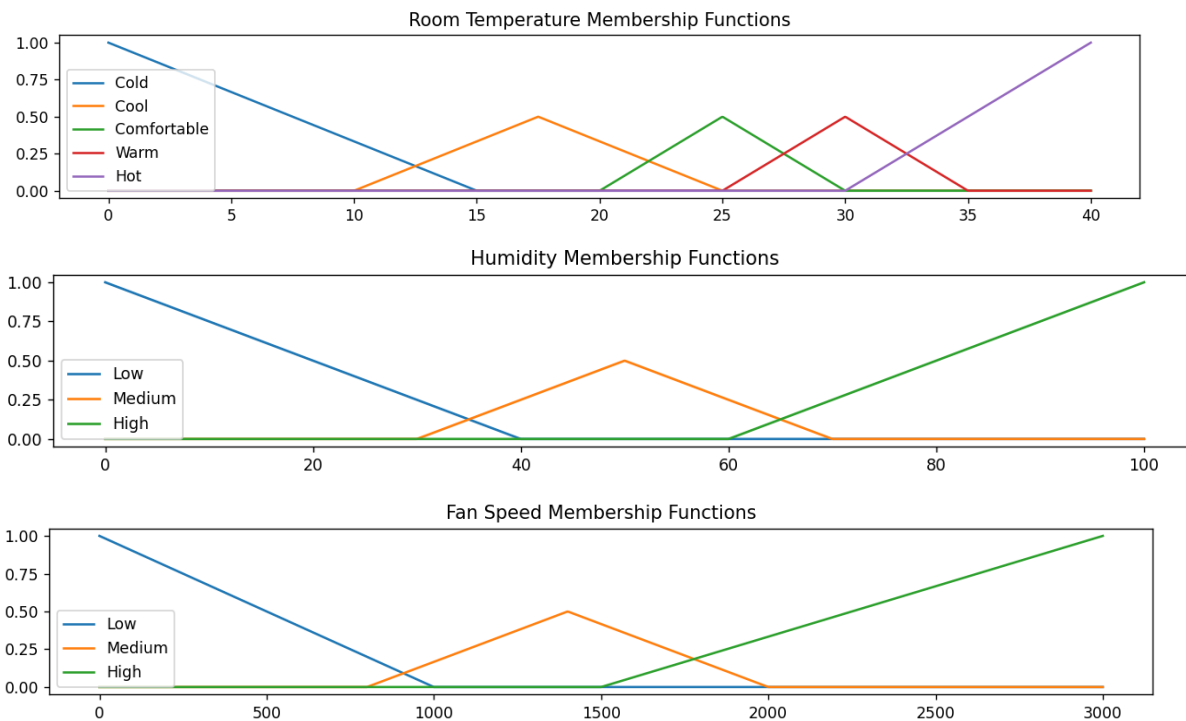 Room Temperature Membership Functions
1.00
0.75
0.50
0.25
0.00
Cold
Cool
Comfortable
Warm
Hot
0 5 10 15 20 25 30 35 40
Humidity Membership Functions
1.00
0.75
0.50
0.25
0.00
Low
Medium
High
0 20 40 60 80 100
Fan Speed Membership Functions
1.00
0.75
0.50
0.25
0.00
Low
Medium
High
0 500 1000 1500 2000 2500 3000